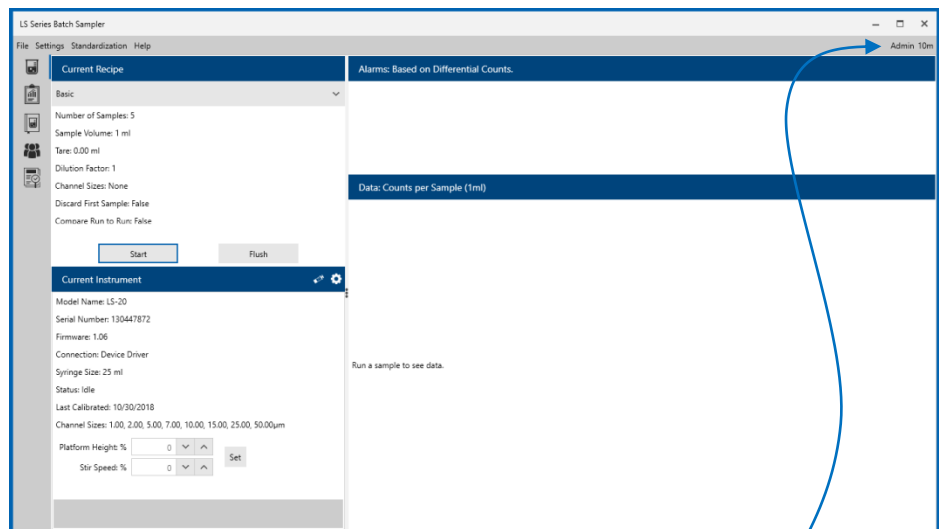 LS Series Batch Sampler
File Settings Standardization Help
Admin 10m
Current Recipe
Basic
Number of Samples: 5
Sample Volume: 1 ml
Tare: 0.00 ml
Dilution Factor: 1
Channel Sizes: None
Discard First Sample: False
Compare Run to Run: False
Start
Flush
Current Instrument
Model Name: LS-20
Serial Number: 130447872
Firmware: 1.06
Connection: Device Driver
Syringe Size: 25 ml
Status: Idle
Last Calibrated: 10/30/2018
Channel Sizes: 1.00, 2.00, 5.00, 7.00, 10.00, 15.00, 25.00, 50.00µm
Platform Height: % 0
Set
Stir Speed: % 0
Alarms: Based on Differential Counts.
Data: Counts per Sample (1ml)
Run a sample to see data.